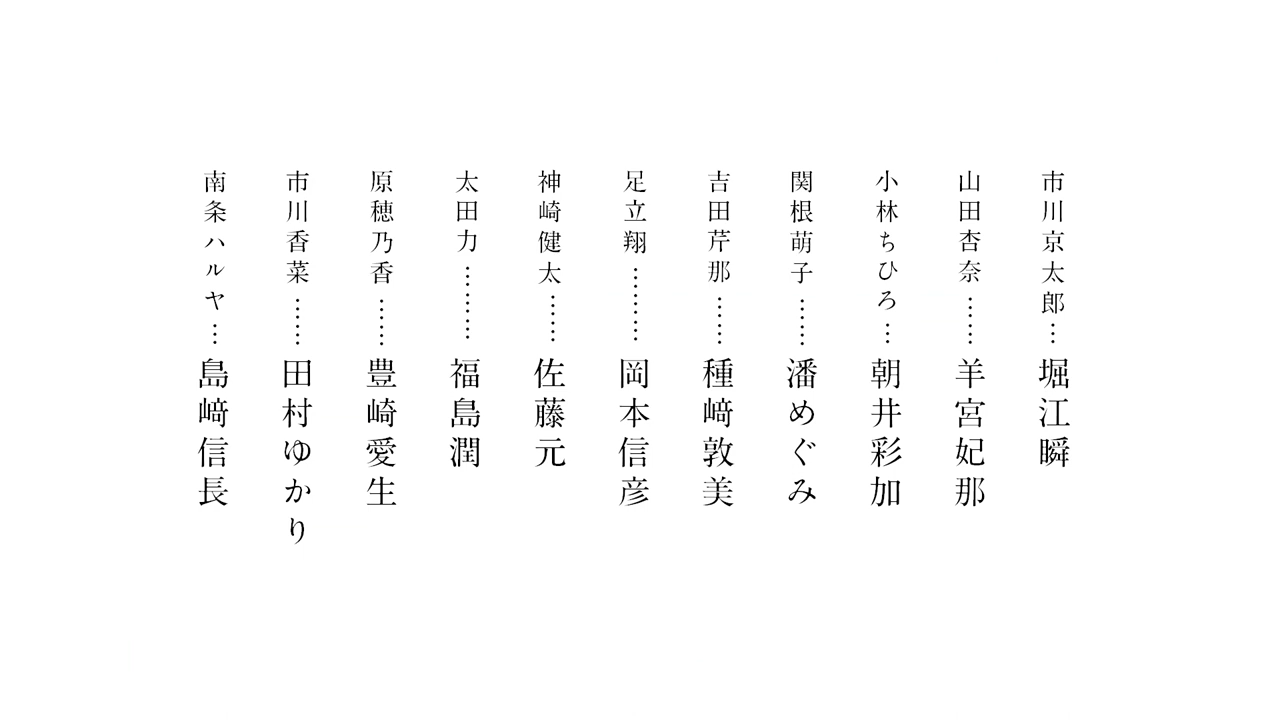 市川京太郎…堀江瞬
山田杏奈……羊宮妃那
小林ちひろ…朝井彩加
関根萌子……潘めぐみ
吉田芹那……種﨑敦美
足立翔………岡本信彦
神崎健太……佐藤元
太田力………福島潤
原穂乃香……豊崎愛生
市川香菜……田村ゆかり
南条ハルヤ…島﨑信長